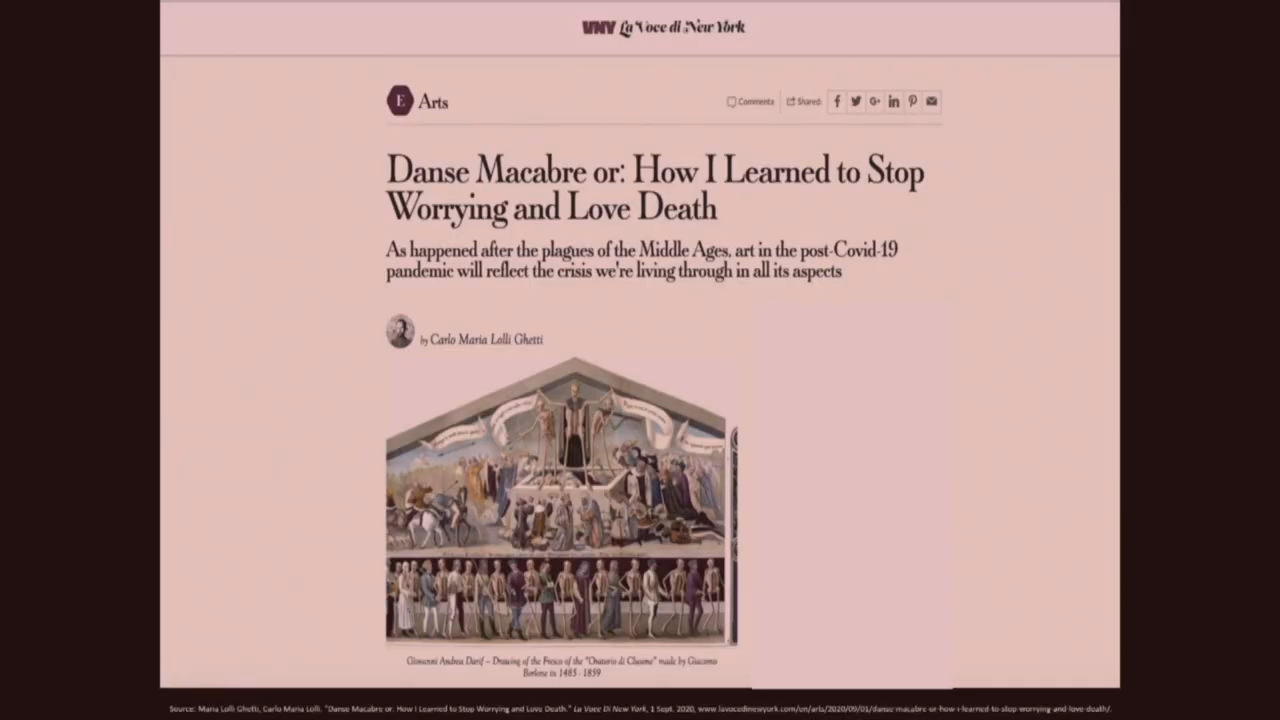 VNY La Voce di New York
E Arts
Comments Shared:
Danse Macabre or: How I Learned to Stop
Worrying and Love Death
As happened after the plagues of the Middle Ages, art in the post-Covid-19
pandemic will reflect the crisis we're living through in all its aspects
by Carlo Maria Lolli Ghetti
Giovanni Andrea Darif – Drawing of the Fresco of the "Oratorio di Clusone" made by Giacomo
Borlone in 1485 - 1859
Source: Maria Lolli Ghetti, Carlo Maria Lolli. "Danse Macabre or: How I Learned to Stop Worrying and Love Death." La Voce Di New York, 1 Sept. 2020, www.lavocedinewyork.com/en/arts/2020/09/01/danse-macabre-or-how-i-learned-to-stop-worrying-and-love-death/.